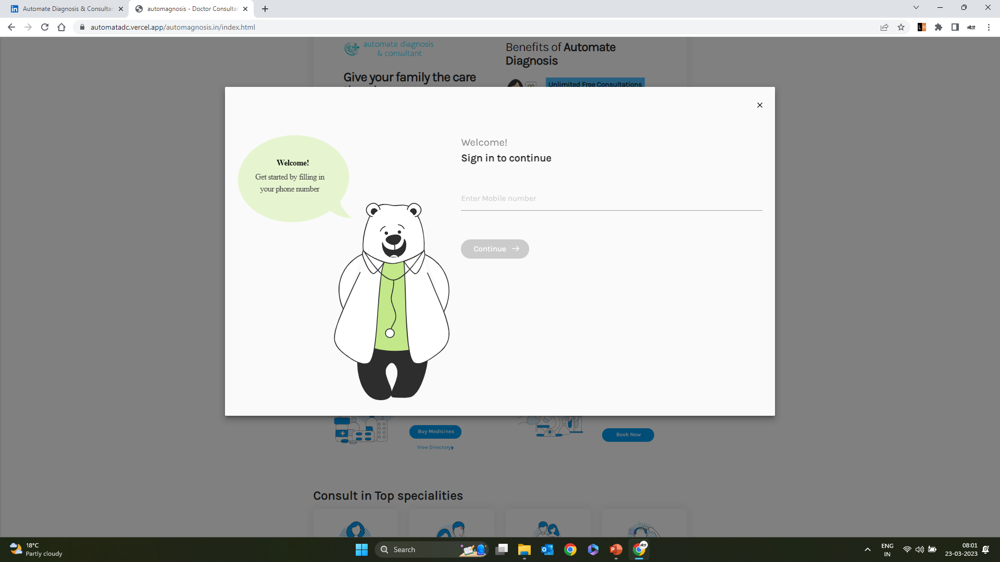 Automate Diagnosis & Consultan
automagnosis - Doctor Consultat
automatadc.vercel.app/automagnosis.in/index.html
automate diagnosis
& consultant
Give your family the care
Benefits of Automate
Diagnosis
Unlimited Free Consultations
Welcome!
Get started by filling in
your phone number
Welcome!
Sign in to continue
Enter Mobile number
Continue
Buy Medicines
View Directory
Book Now
Consult in Top specialities
18°C
Partly cloudy
Search
ENG
IN
08:01
23-03-2023